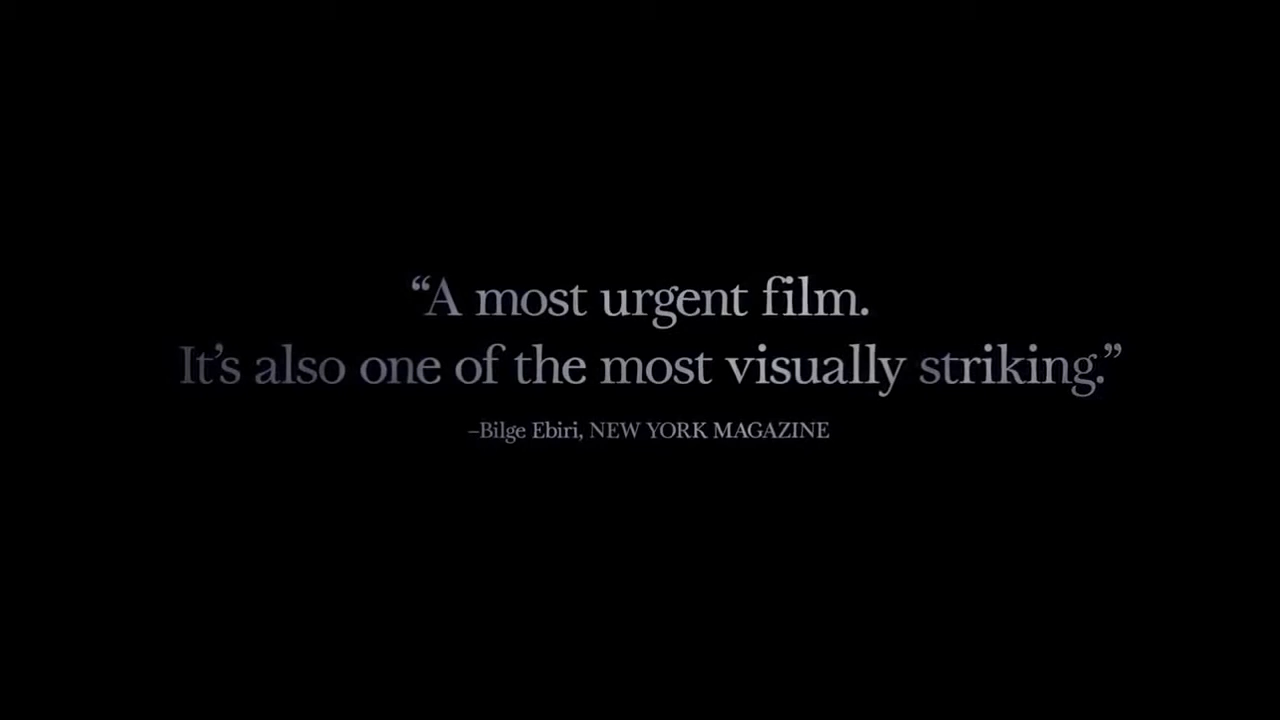 “A most urgent film.
It’s also one of the most visually striking.”
–Bilge Ebiri, NEW YORK MAGAZINE